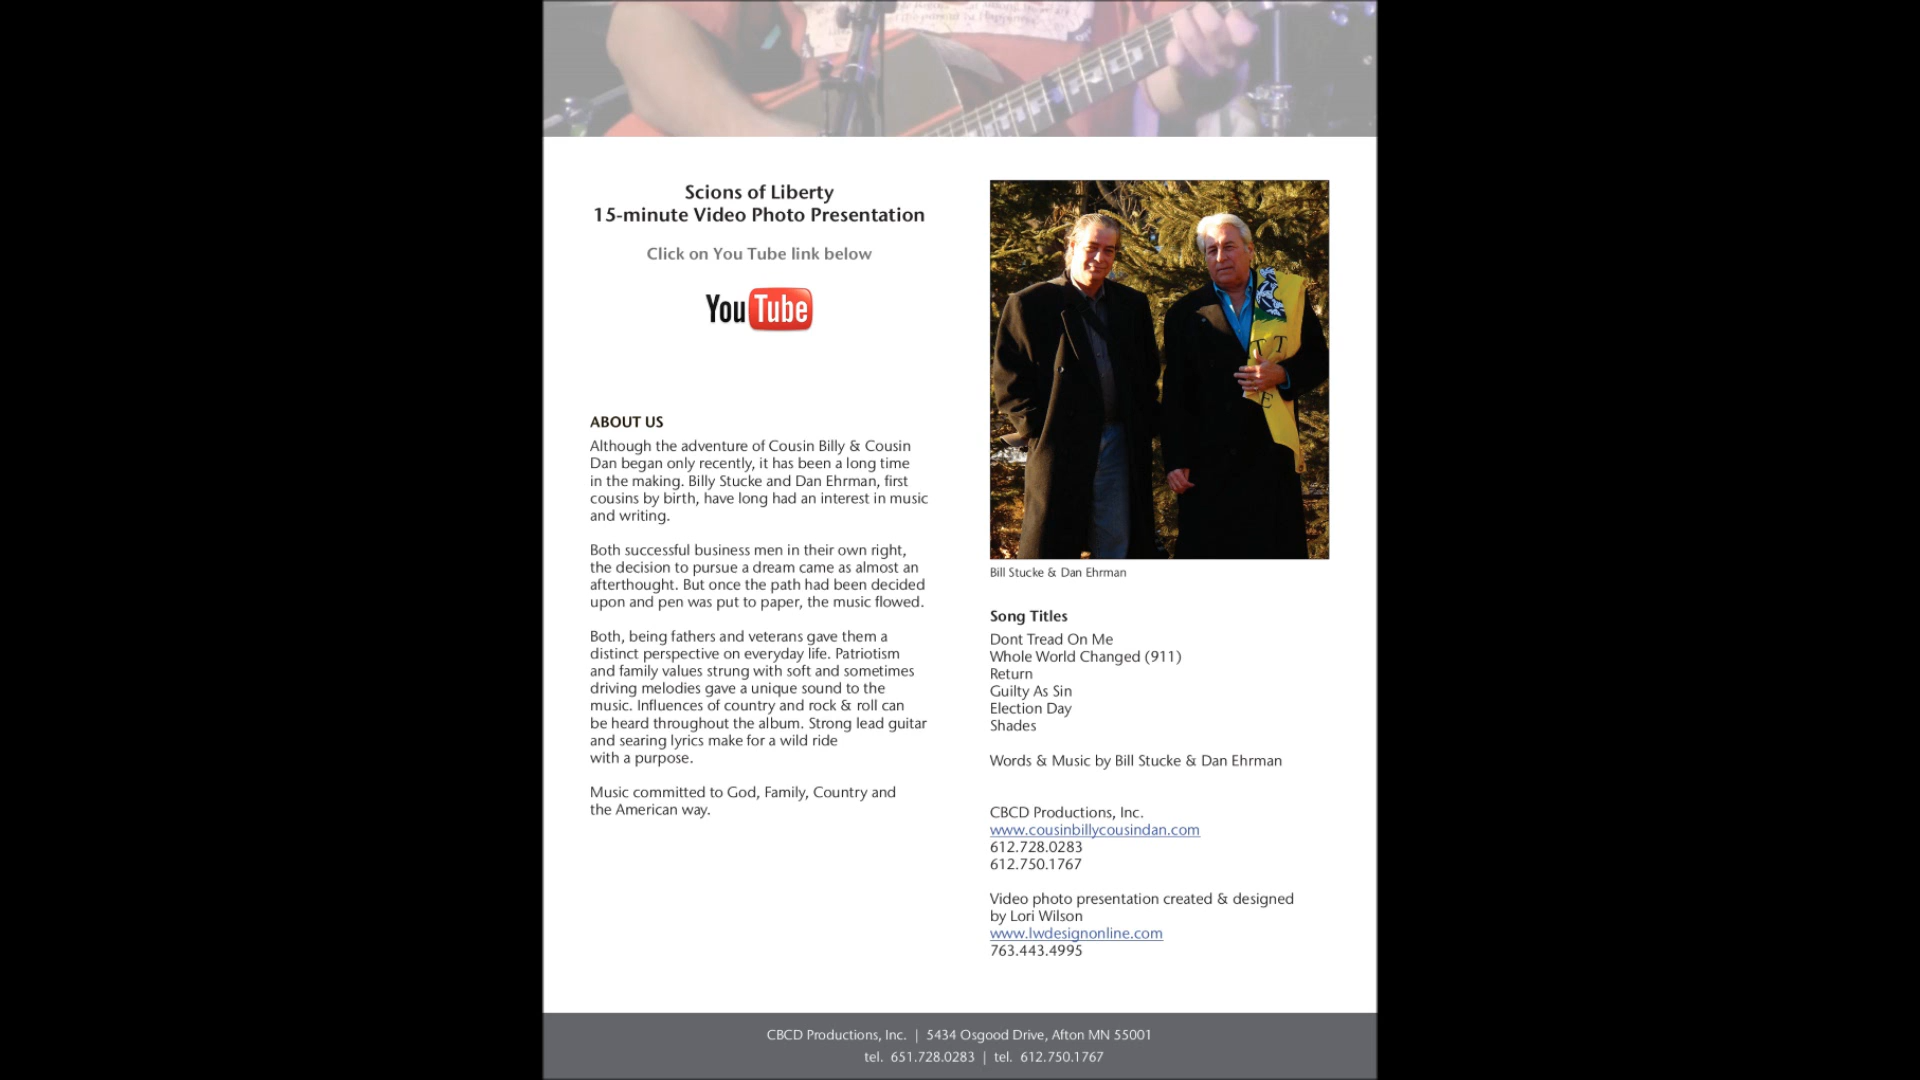 Scions of Liberty
15-minute Video Photo Presentation
Click on You Tube link below
YouTube
ABOUT US
Although the adventure of Cousin Billy & Cousin
Dan began only recently, it has been a long time
in the making. Billy Stucke and Dan Ehrman, first
cousins by birth, have long had an interest in music
and writing.
Both successful business men in their own right,
the decision to pursue a dream came as almost an
afterthought. But once the path had been decided
upon and pen was put to paper, the music flowed.
Both, being fathers and veterans gave them a
distinct perspective on everyday life. Patriotism
and family values strung with soft and sometimes
driving melodies gave a unique sound to the
music. Influences of country and rock & roll can
be heard throughout the album. Strong lead guitar
and searing lyrics make for a wild ride
with a purpose.
Music committed to God, Family, Country and
the American way.
T T
E
Bill Stucke & Dan Ehrman
Song Titles
Dont Tread On Me
Whole World Changed (911)
Return
Guilty As Sin
Election Day
Shades
Words & Music by Bill Stucke & Dan Ehrman
CBCD Productions, Inc.
www.cousinbillycousindan.com
612.728.0283
612.750.1767
Video photo presentation created & designed
by Lori Wilson
www.lwdesignonline.com
763.443.4995
CBCD Productions, Inc. | 5434 Osgood Drive, Afton MN 55001
tel. 651.728.0283 | tel. 612.750.1767